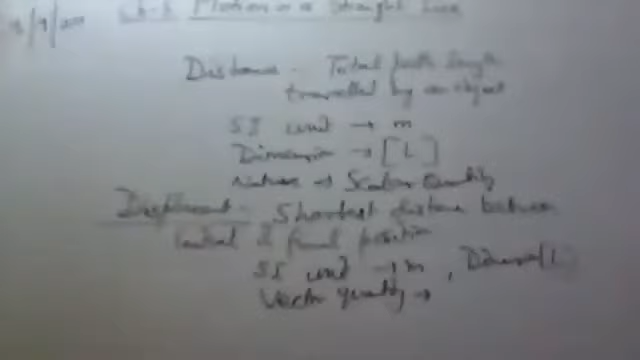 Motion in a Straight Line
Distance - Total path length
travelled by an object
SI unit → m
Dimension → [L]
Nature → Scalar Quantity
Displacement - Shortest distance between
initial & final position
SI unit → m, Dimension [L]
Vector quantity →